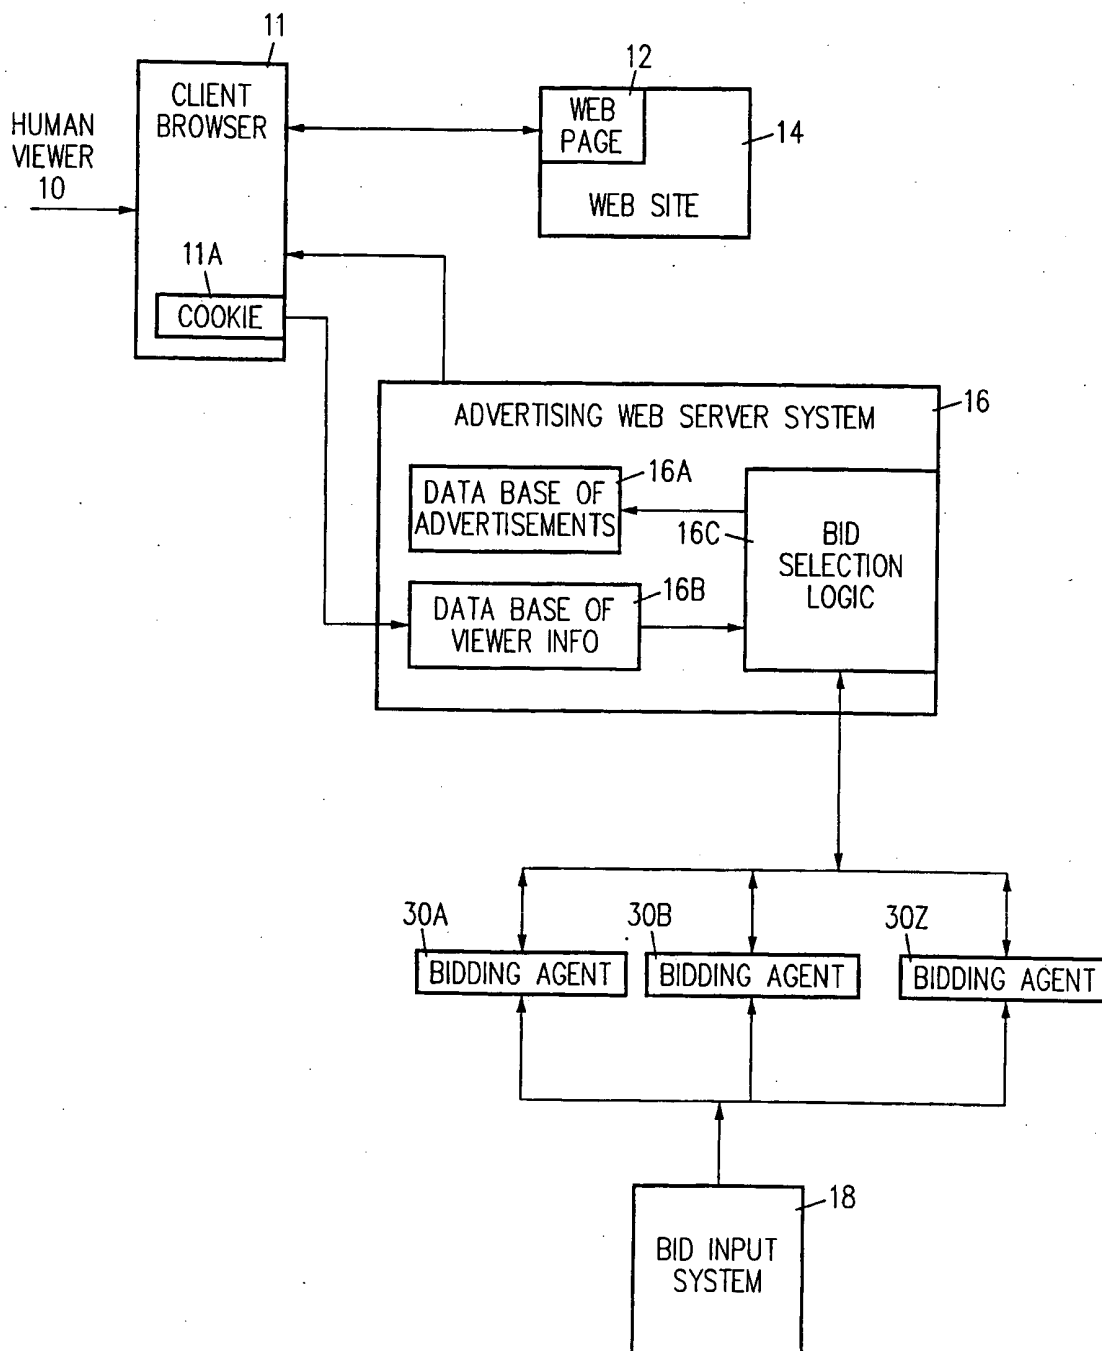 11
CLIENT
BROWSER
HUMAN
VIEWER
10
11A
COOKIE
12
WEB
PAGE
14
WEB SITE
16
ADVERTISING WEB SERVER SYSTEM
16A
DATA BASE OF
ADVERTISEMENTS
16C
BID
SELECTION
LOGIC
16B
DATA BASE OF
VIEWER INFO
30A
BIDDING AGENT
30B
BIDDING AGENT
30Z
BIDDING AGENT
18
BID INPUT
SYSTEM